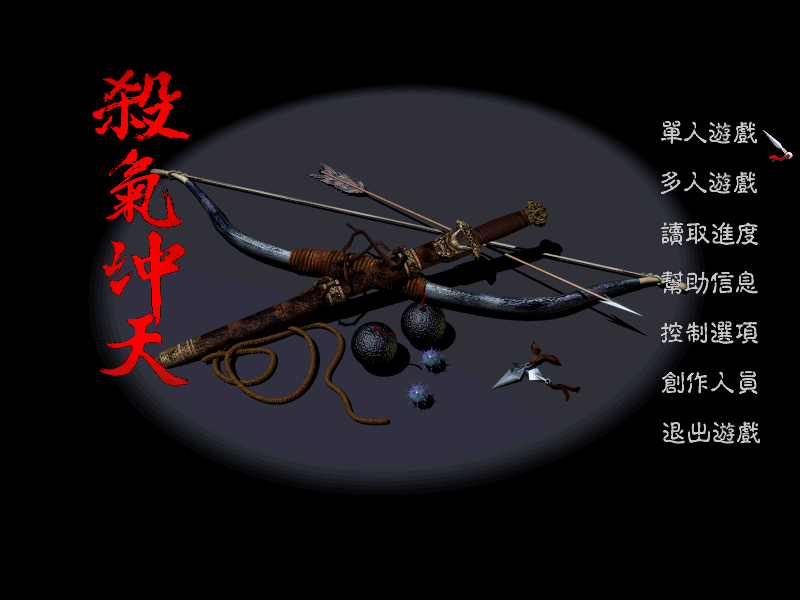 殺氣沖天
單人遊戲
多人遊戲
讀取進度
幫助信息
控制選項
創作人員
退出遊戲